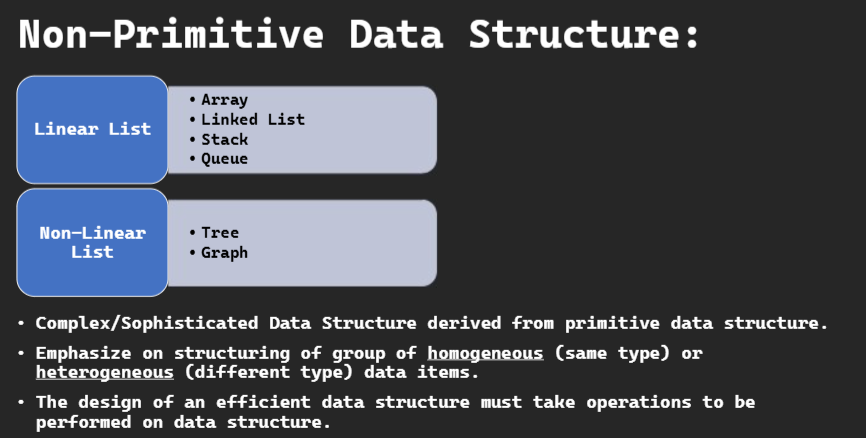 Non-Primitive Data Structure:
Linear List
• Array
• Linked List
• Stack
• Queue
Non-Linear
List
• Tree
• Graph
• Complex/Sophisticated Data Structure derived from primitive data structure.
• Emphasize on structuring of group of homogeneous (same type) or
heterogeneous (different type) data items.
• The design of an efficient data structure must take operations to be
performed on data structure.